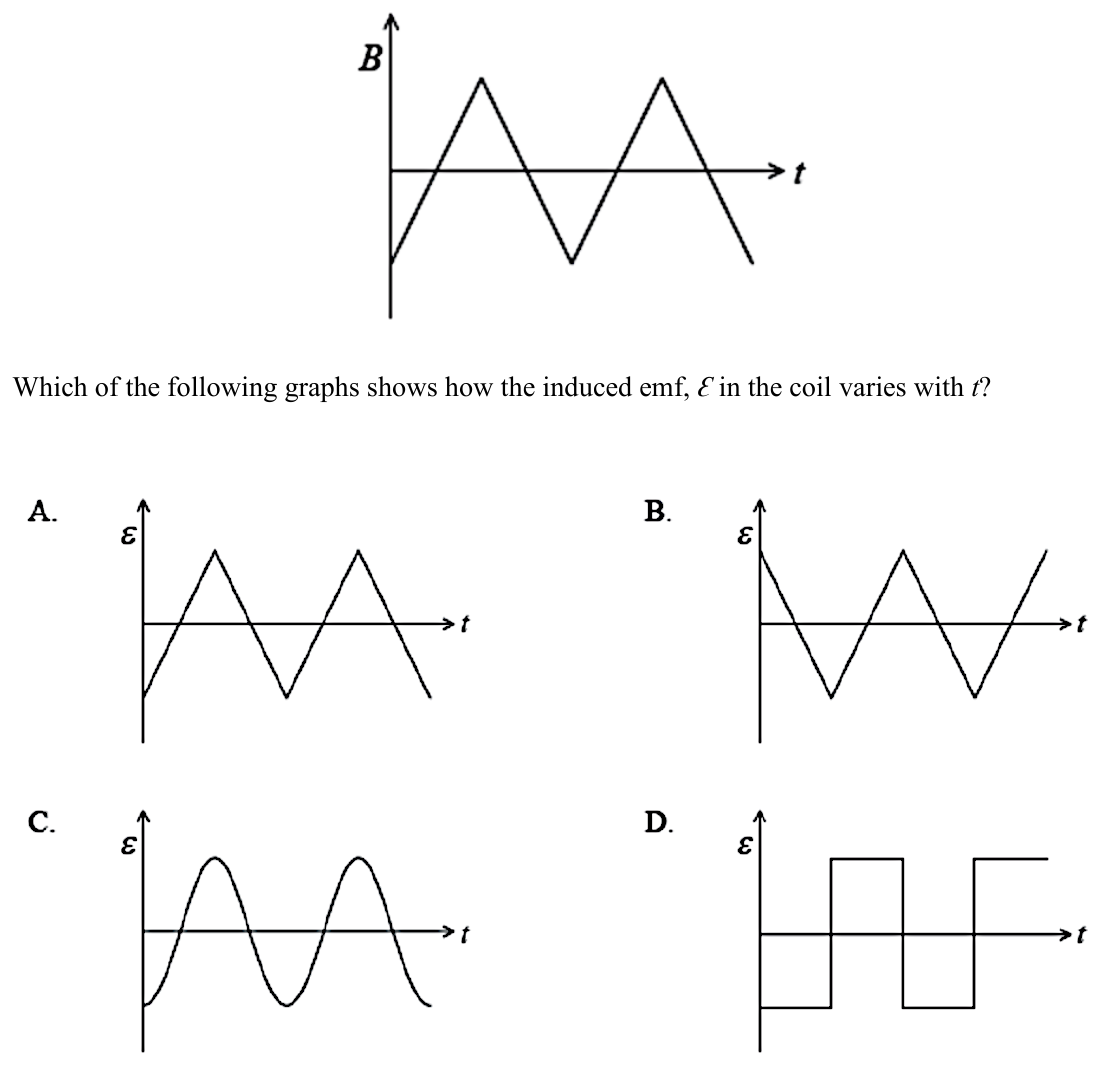 B
t
Which of the following graphs shows how the induced emf, ℰ in the coil varies with t?
A.
ε
t
B.
ε
t
C.
ε
t
D.
ε
t